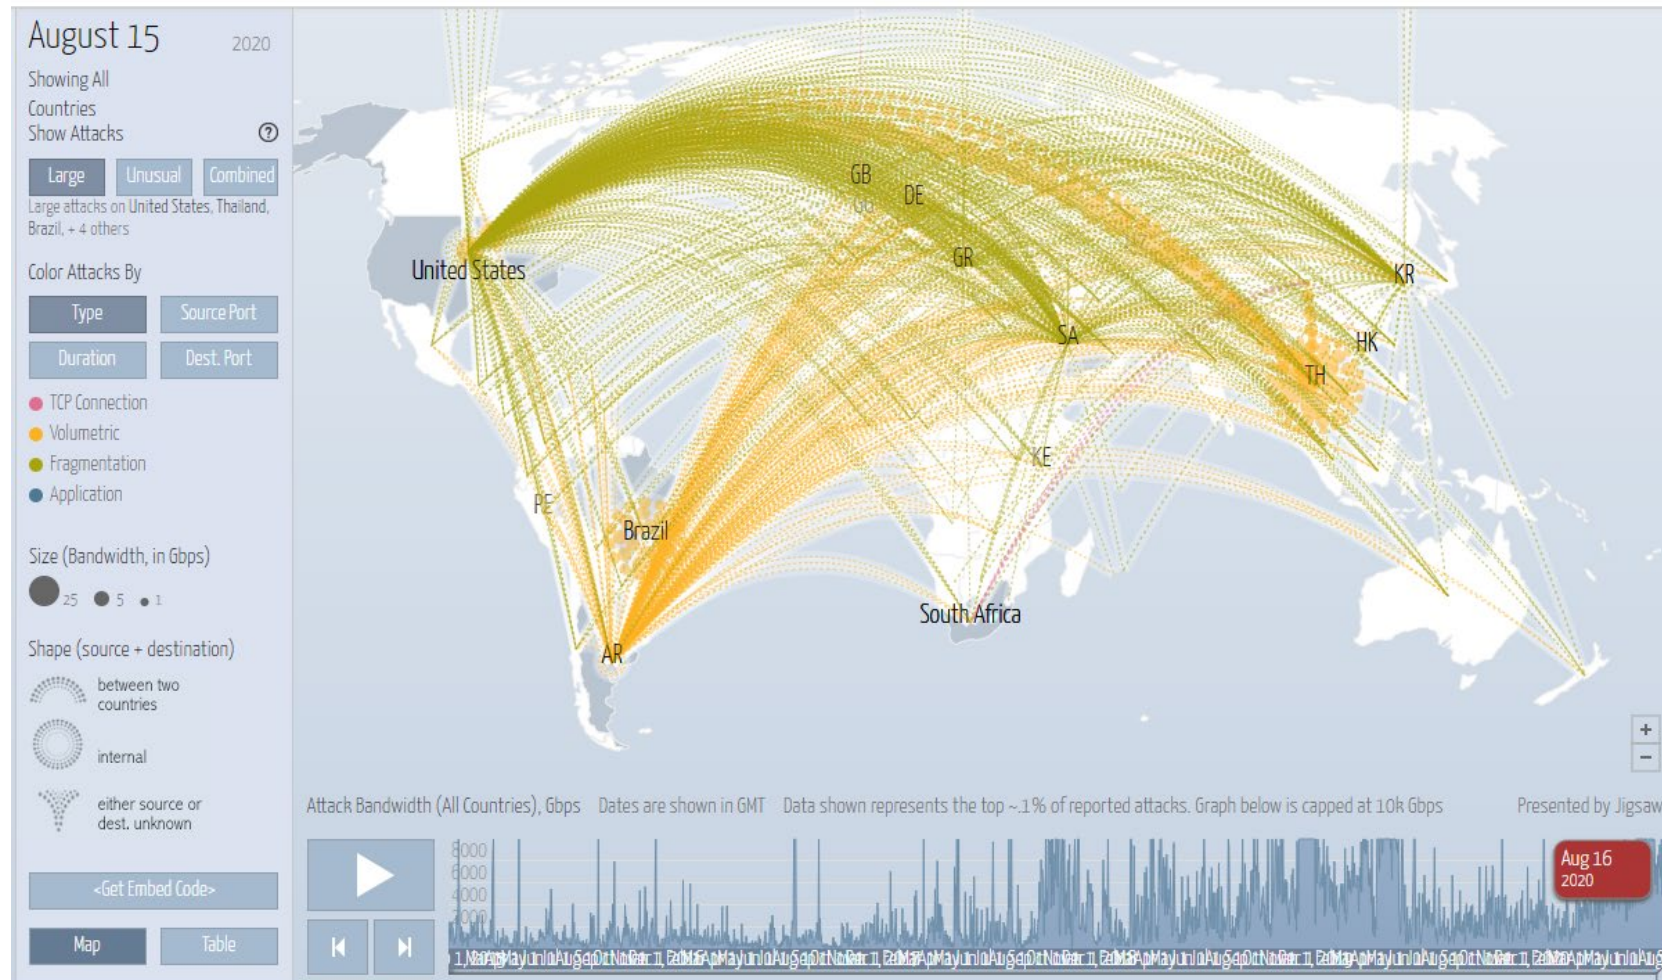 August 15 2020
Showing All
Countries
Show Attacks ?
Large Unusual Combined
Large attacks on United States, Thailand,
Brazil, + 4 others
Color Attacks By
Type Source Port
Duration Dest. Port
TCP Connection
Volumetric
Fragmentation
Application
Size (Bandwidth, in Gbps)
25 5 1
Shape (source + destination)
between two
countries
internal
either source or
dest. unknown
<Get Embed Code>
Map Table
GB
DE
GR
United States
KR
SA
HK
TH
KE
PE
Brazil
South Africa
AR
+
−
Attack Bandwidth (All Countries), Gbps Dates are shown in GMT Data shown represents the top ~.1% of reported attacks. Graph below is capped at 10k Gbps Presented by Jigsaw
8000
6000
4000
2000
Aug 16
2020